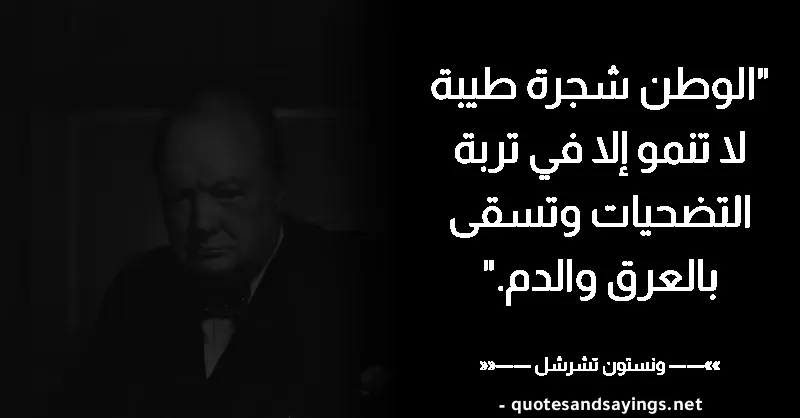 "الوطن شجرة طيبة
لا تنمو إلا في تربة
التضحيات وتسقى
بالعرق والدم."
»»—— ونستون تشرشل ——««
- quotesandsayings.net